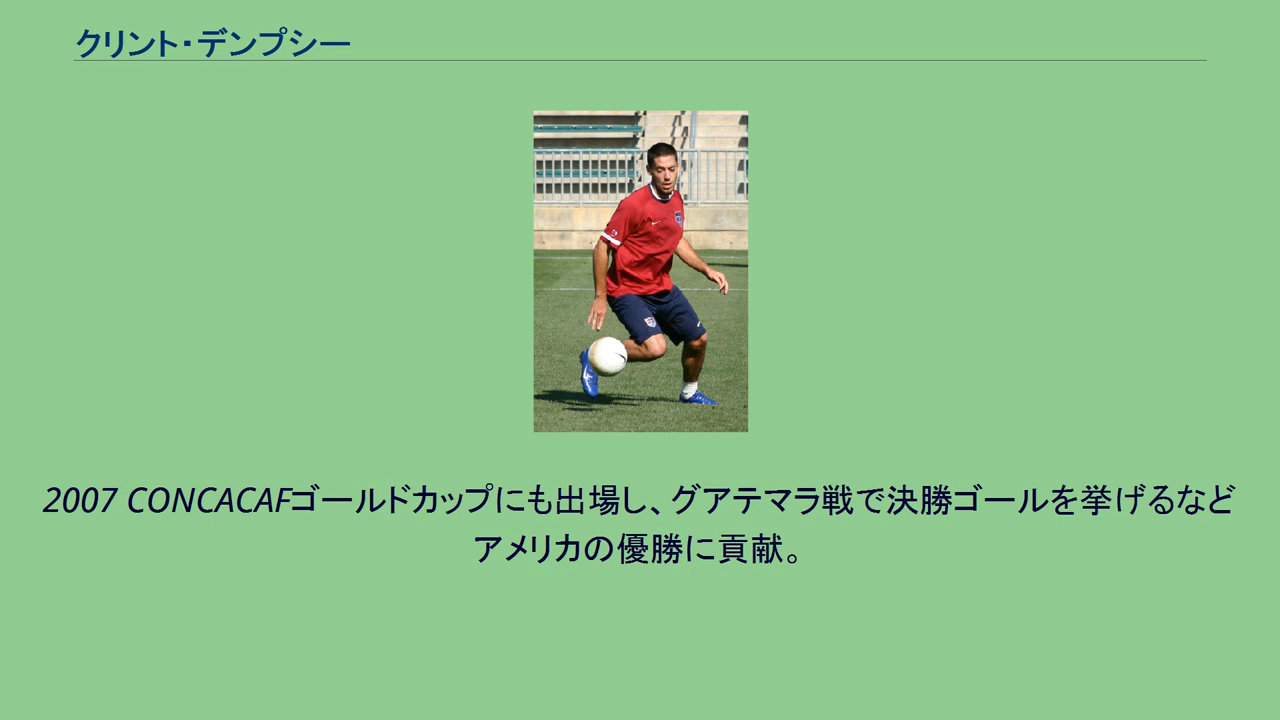 クリント・デンプシー
2007 CONCACAFゴールドカップにも出場し、グアテマラ戦で決勝ゴールを挙げるなど
アメリカの優勝に貢献。